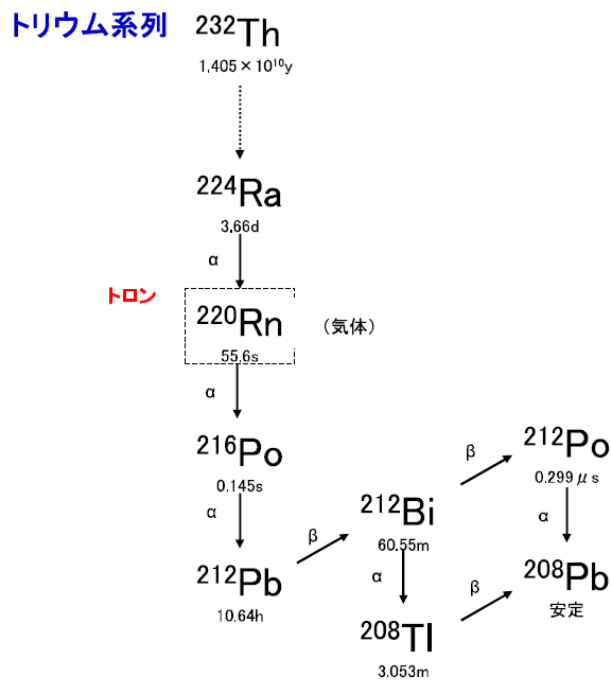 トリウム系列
²³²Th
1.405×10¹⁰y
²²⁴Ra
3.66d
α
トロン
²²⁰Rn
(気体)
55.6s
α
²¹⁶Po
0.145s
α
²¹²Pb
10.64h
β
²¹²Bi
60.55m
β
²¹²Po
0.299μs
α
α
²⁰⁸Tl
3.053m
β
²⁰⁸Pb
安定